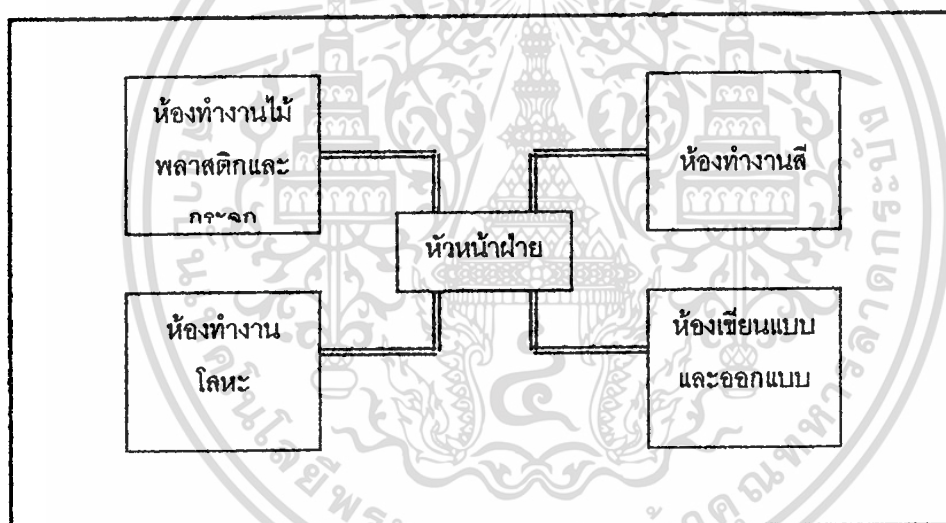 ห้องทำงานไม้
พลาสติกและ
กระจก
ห้องทำงานสี
หัวหน้าฝ่าย
ห้องทำงาน
โลหะ
ห้องเขียนแบบ
และออกแบบ